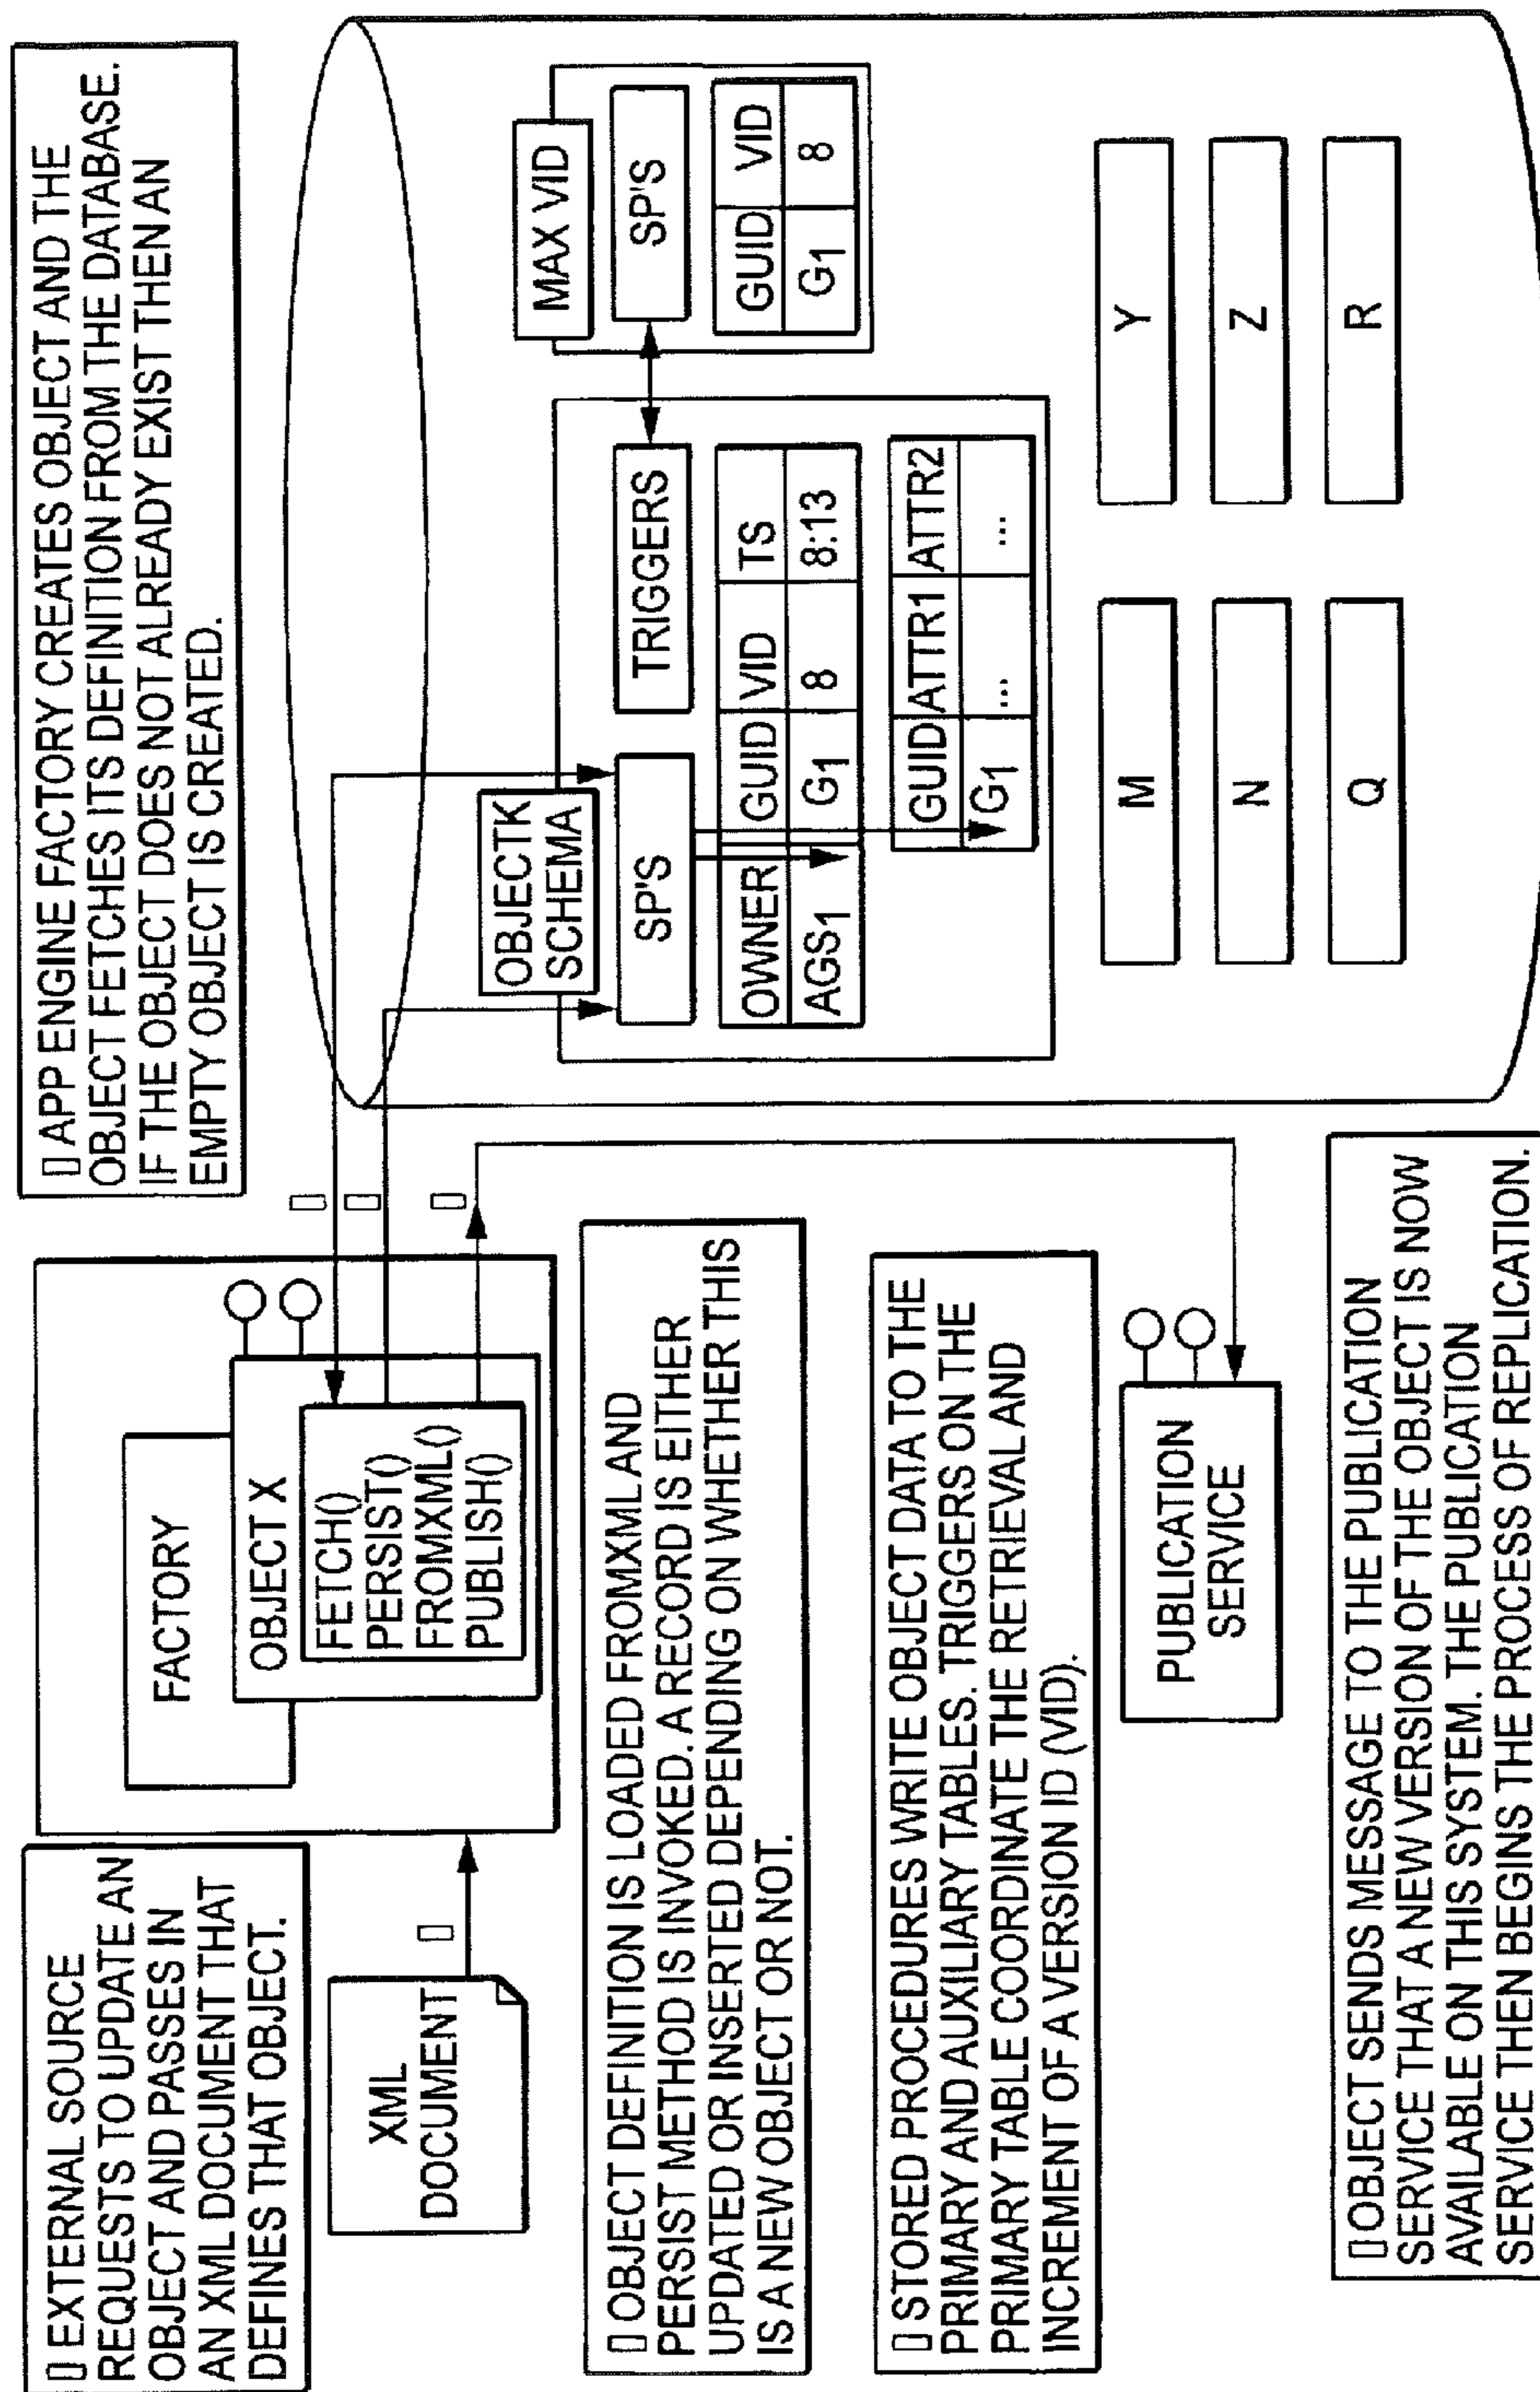 ▯ EXTERNAL SOURCE
REQUESTS TO UPDATE AN
OBJECT AND PASSES IN
AN XML DOCUMENT THAT
DEFINES THAT OBJECT.
XML
DOCUMENT
▯
FACTORY
OBJECT X
FETCH()
PERSIST()
FROMXML()
PUBLISH()
▯
▯
▯
▯ APP ENGINE FACTORY CREATES OBJECT AND THE
OBJECT FETCHES ITS DEFINITION FROM THE DATABASE.
IF THE OBJECT DOES NOT ALREADY EXIST THEN AN
EMPTY OBJECT IS CREATED.
▯ OBJECT DEFINITION IS LOADED FROMXML AND
PERSIST METHOD IS INVOKED. A RECORD IS EITHER
UPDATED OR INSERTED DEPENDING ON WHETHER THIS
IS A NEW OBJECT OR NOT.
▯ STORED PROCEDURES WRITE OBJECT DATA TO THE
PRIMARY AND AUXILIARY TABLES. TRIGGERS ON THE
PRIMARY TABLE COORDINATE THE RETRIEVAL AND
INCREMENT OF A VERSION ID (VID).
PUBLICATION
SERVICE
▯ OBJECT SENDS MESSAGE TO THE PUBLICATION
SERVICE THAT A NEW VERSION OF THE OBJECT IS NOW
AVAILABLE ON THIS SYSTEM. THE PUBLICATION
SERVICE THEN BEGINS THE PROCESS OF REPLICATION.
OBJECTK
SCHEMA
SP'S
TRIGGERS
OWNER GUID VID TS
AGS1 G1 8 8:13
GUID ATTR1 ATTR2
G1 ... ...
MAX VID
SP'S
GUID VID
G1 8
M Y
N Z
Q R